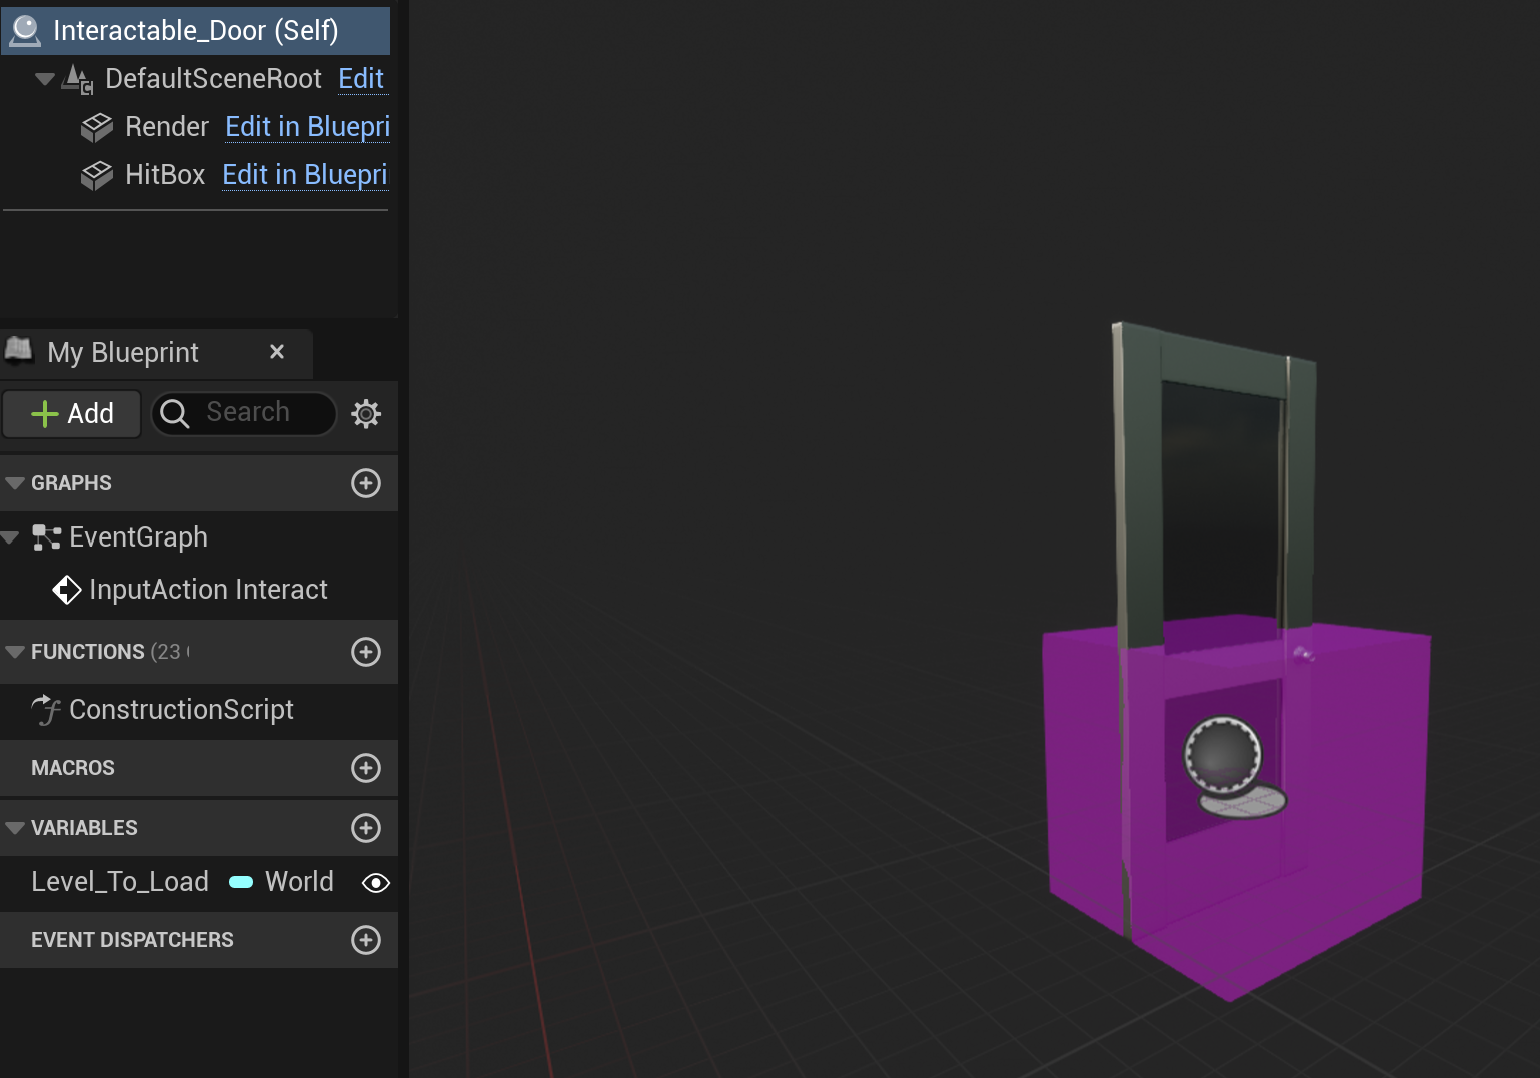 Interactable_Door (Self)
DefaultSceneRoot Edit
Render Edit in Bluepri
HitBox Edit in Bluepri
My Blueprint
Add Search
GRAPHS
EventGraph
InputAction Interact
FUNCTIONS (23
ConstructionScript
MACROS
VARIABLES
Level_To_Load World
EVENT DISPATCHERS